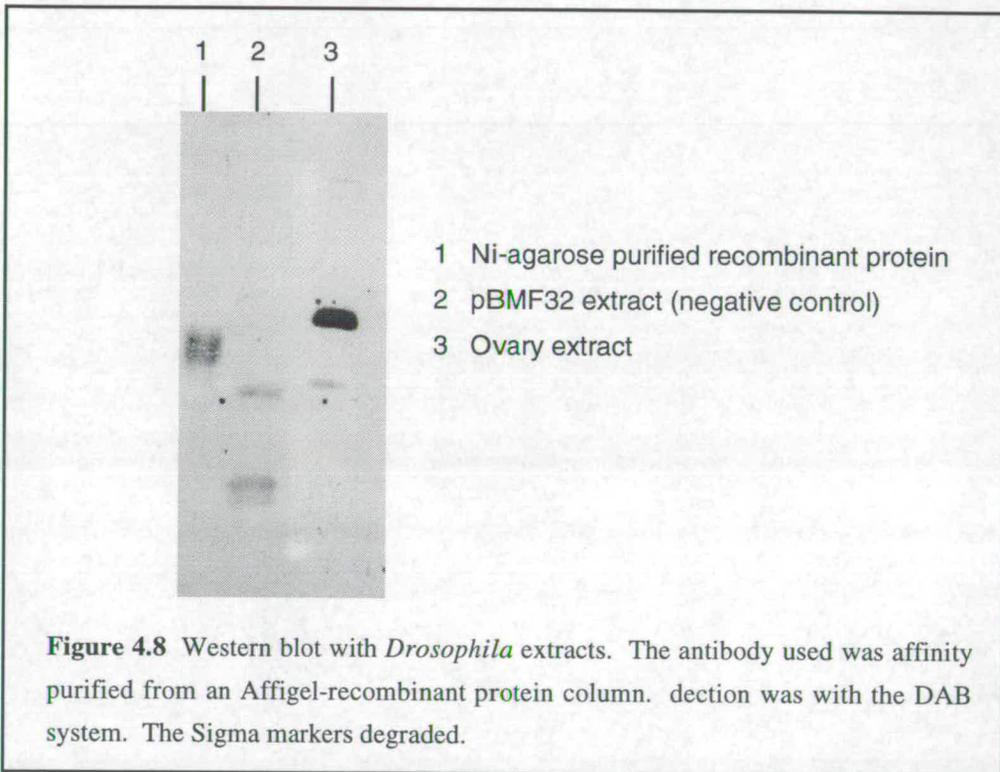 1 2 3
1 Ni-agarose purified recombinant protein
2 pBMF32 extract (negative control)
3 Ovary extract
Figure 4.8 Western blot with Drosophila extracts. The antibody used was affinity
purified from an Affigel-recombinant protein column. dection was with the DAB
system. The Sigma markers degraded.